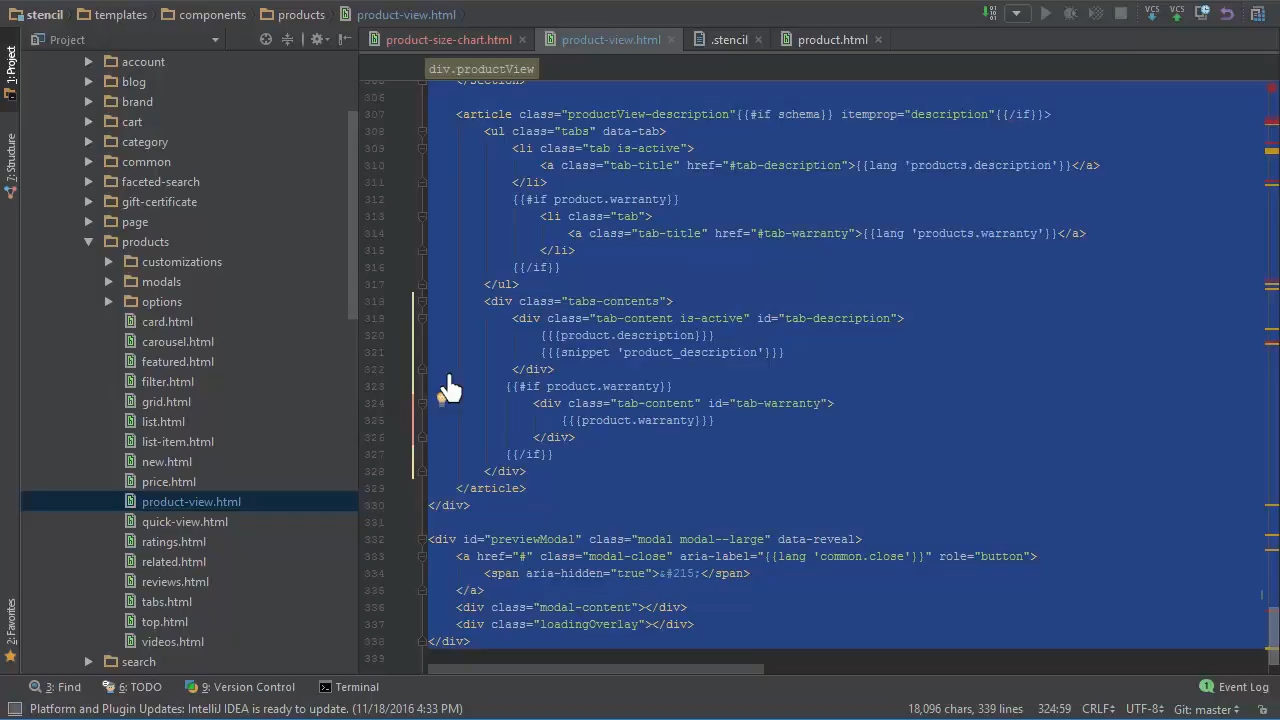 stencil templates components products product-view.html
Project
product-size-chart.html product-view.html .stencil product.html
div.productView
1: Project
7: Structure
2: Favorites
account
blog
brand
cart
category
common
faceted-search
gift-certificate
page
products
customizations
modals
options
card.html
carousel.html
featured.html
filter.html
grid.html
list.html
list-item.html
new.html
price.html
product-view.html
quick-view.html
ratings.html
related.html
reviews.html
tabs.html
top.html
videos.html
search
306
307 <article class="productView-description"{{#if schema}} itemprop="description"{{/if}}>
308 <ul class="tabs" data-tab>
309 <li class="tab is-active">
310 <a class="tab-title" href="#tab-description">{{lang 'products.description'}}</a>
311 </li>
312 {{#if product.warranty}}
313 <li class="tab">
314 <a class="tab-title" href="#tab-warranty">{{lang 'products.warranty'}}</a>
315 </li>
316 {{/if}}
317 </ul>
318 <div class="tabs-contents">
319 <div class="tab-content is-active" id="tab-description">
320 {{{product.description}}}
321 {{{snippet 'product_description'}}}
322 </div>
323 {{#if product.warranty}}
324 <div class="tab-content" id="tab-warranty">
325 {{{product.warranty}}}
326 </div>
327 {{/if}}
328 </div>
329 </article>
330 </div>
331
332 <div id="previewModal" class="modal modal--large" data-reveal>
333 <a href="#" class="modal-close" aria-label="{{lang 'common.close'}}" role="button">
334 <span aria-hidden="true">&#215;</span>
335 </a>
336 <div class="modal-content"></div>
337 <div class="loadingOverlay"></div>
338 </div>
339
3: Find 6: TODO 9: Version Control Terminal 1 Event Log
Platform and Plugin Updates: IntelliJ IDEA is ready to update. (11/18/2016 4:33 PM) 18,096 chars, 339 lines 324:59 CRLF÷ UTF-8÷ Git: master÷